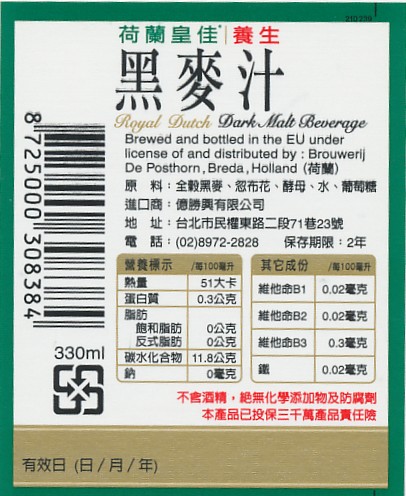 210239
荷蘭皇佳*|養生
黑麥汁
Royal Dutch Dark Malt Beverage
Brewed and bottled in the EU under
license of and distributed by : Brouwerij
De Posthorn, Breda, Holland (荷蘭)
原 料：全穀黑麥、忽布花、酵母、水、葡萄糖
進口商：億勝興有限公司
地 址：台北市民權東路二段71巷23號
電 話：(02)8972-2828 保存期限：2年
8 725000 308384
營養標示 /每100毫升
熱量 51大卡
蛋白質 0.3公克
脂肪
飽和脂肪 0公克
反式脂肪 0公克
碳水化合物 11.8公克
鈉 0毫克
其它成份 /每100毫升
維他命B1 0.02毫克
維他命B2 0.02毫克
維他命B3 0.3毫克
鐵 0.02毫克
330ml
不含酒精，絕無化學添加物及防腐劑
本產品已投保三千萬產品責任險
有效日 (日/月/年)